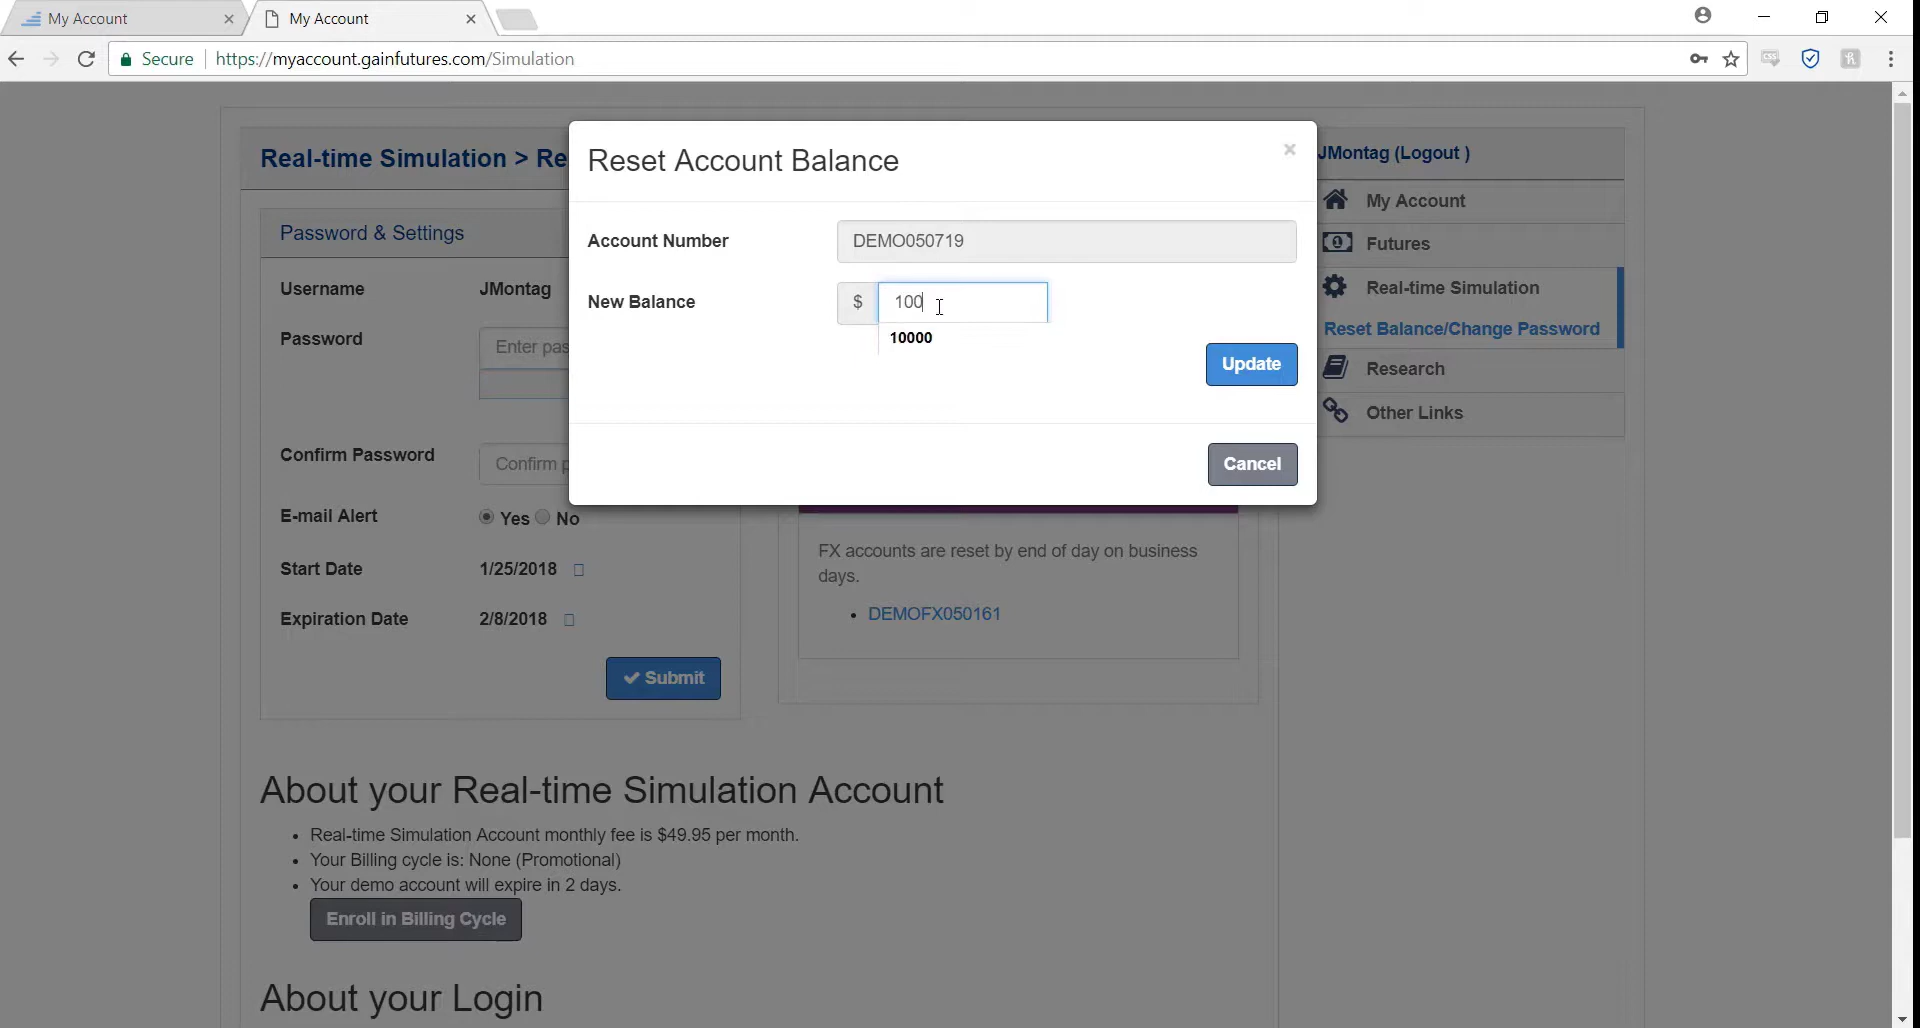 My Account
My Account
Secure https://myaccount.gainfutures.com/Simulation
Real-time Simulation > Re
Password & Settings
Username JMontag
Password Enter pas
Confirm Password Confirm p
E-mail Alert Yes No
Start Date 1/25/2018
Expiration Date 2/8/2018
Submit
Reset Account Balance ×
Account Number DEMO050719
New Balance $ 100
10000
Update
Cancel
FX accounts are reset by end of day on business
days.
• DEMOFX050161
JMontag (Logout )
My Account
Futures
Real-time Simulation
Reset Balance/Change Password
Research
Other Links
About your Real-time Simulation Account
• Real-time Simulation Account monthly fee is $49.95 per month.
• Your Billing cycle is: None (Promotional)
• Your demo account will expire in 2 days.
Enroll in Billing Cycle
About your Login